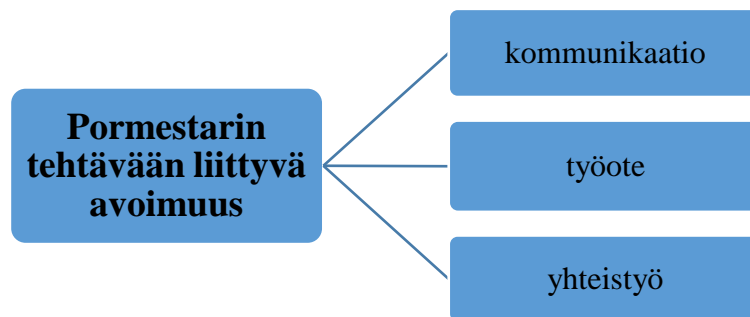 Pormestarin
tehtävään liittyvä
avoimuus
kommunikaatio
työote
yhteistyö